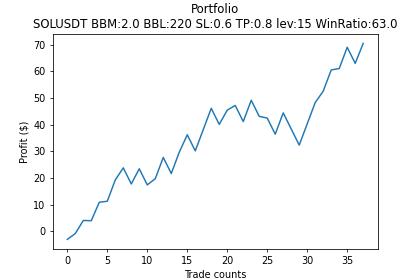 Portfolio
SOLUSDT BBM:2.0 BBL:220 SL:0.6 TP:0.8 lev:15 WinRatio:63.0
70
60
50
40
30
20
10
0
Profit ($)
0 5 10 15 20 25 30 35
Trade counts